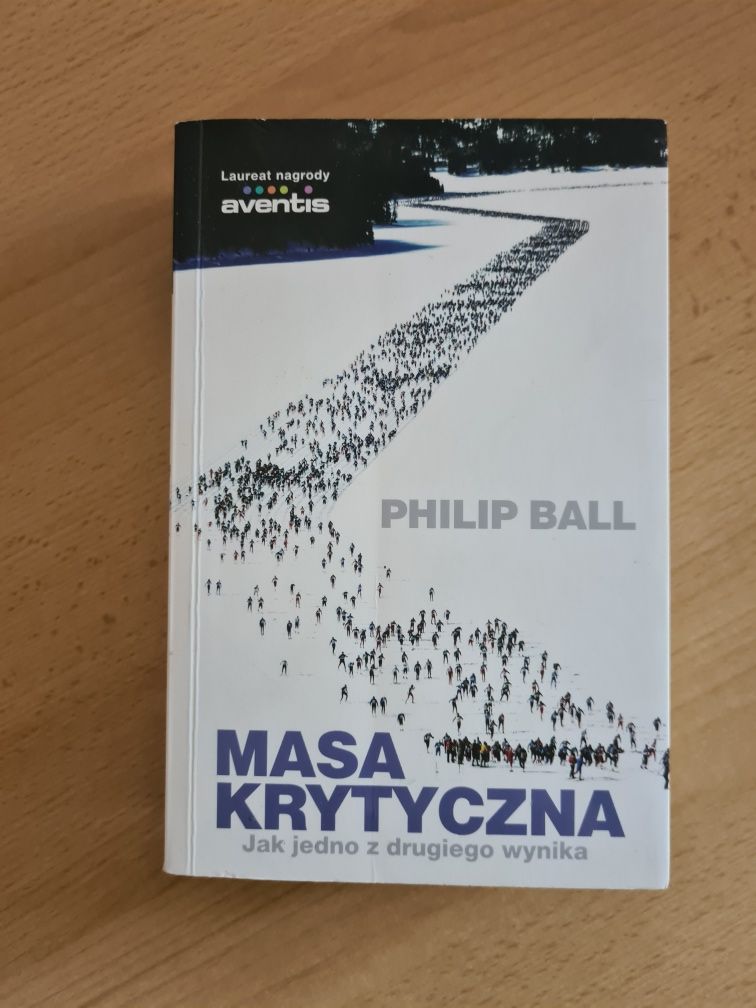 Laureat nagrody
aventis
PHILIP BALL
MASA
KRYTYCZNA
Jak jedno z drugiego wynika